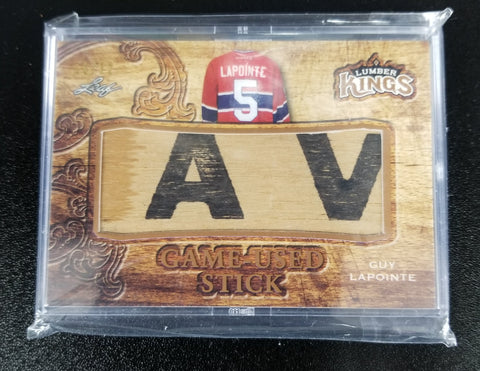 LAPOINTE
5
Leaf
LUMBER
KINGS
A V
GAME-USED
STICK
GUY
LAPOINTE